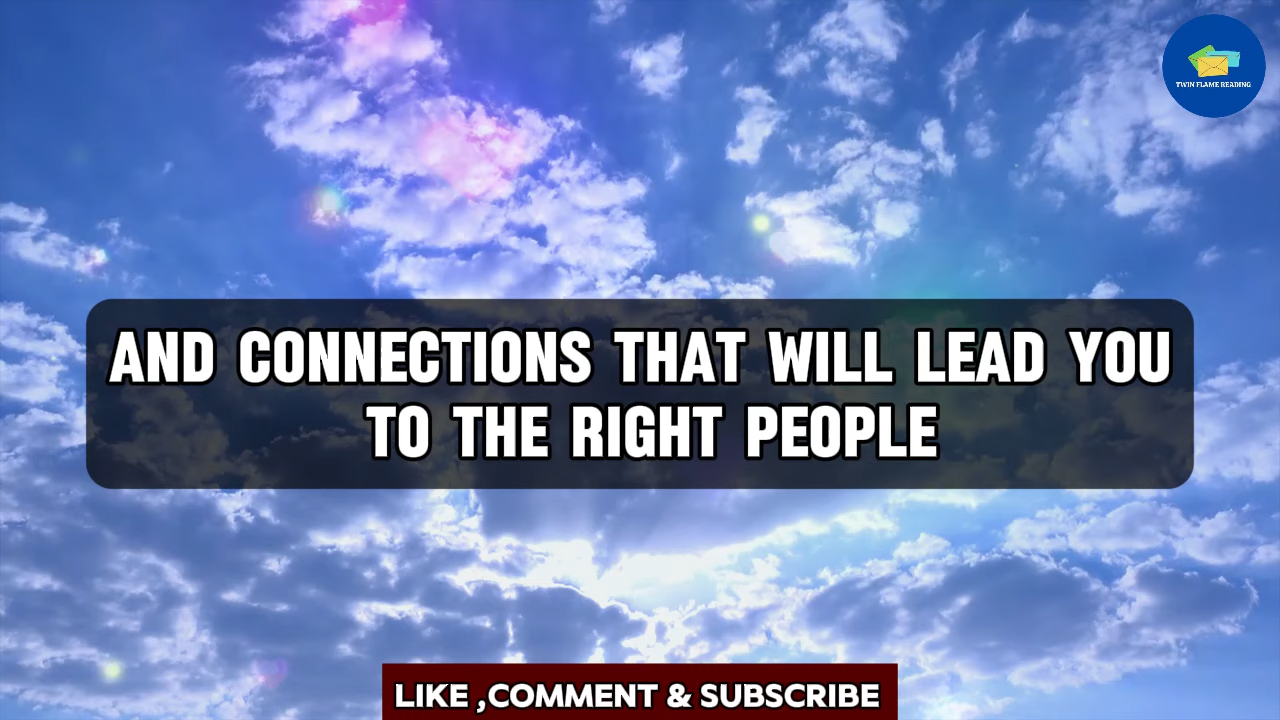 TWIN FLAME READING
AND CONNECTIONS THAT WILL LEAD YOU
TO THE RIGHT PEOPLE
LIKE ,COMMENT & SUBSCRIBE